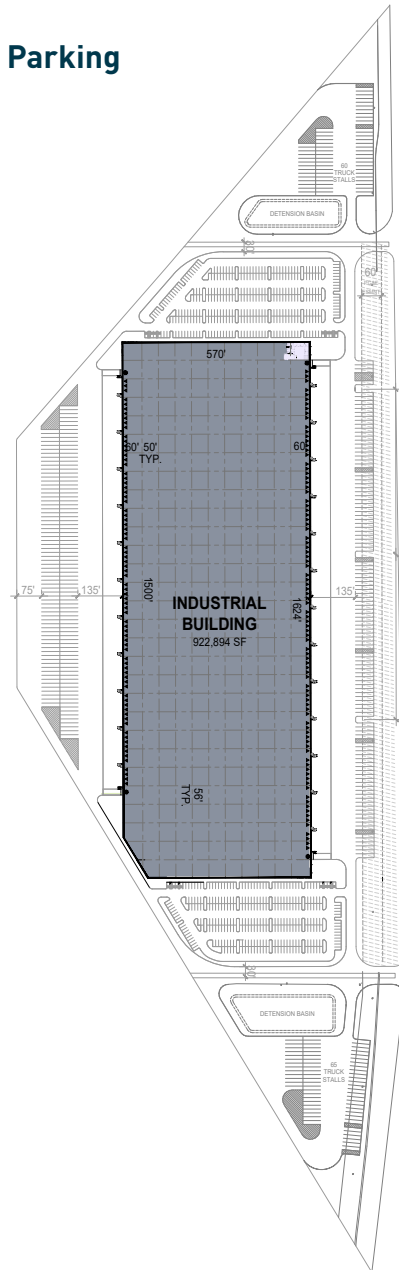 Parking
60
TRUCK
STALLS
DETENSION BASIN
30'
60'
570'
60' 50'
TYP.
60'
75'
135'
1500'
INDUSTRIAL
BUILDING
922,894 SF
1624'
135'
56'
TYP.
30'
DETENSION BASIN
65
TRUCK
STALLS